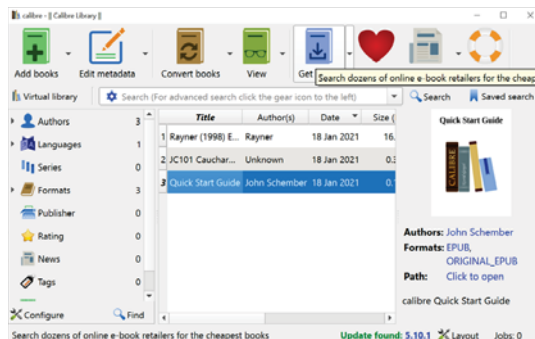 calibre - || Calibre Library ||
Add books
Edit metadata
Convert books
View
Get
Search dozens of online e-book retailers for the cheap
Virtual library
Search (For advanced search click the gear icon to the left)
Search
Saved search
Authors 3
Languages 1
Series 0
Formats 3
Publisher 0
Rating 0
News 0
Tags 0
Configure
Find
Title Author(s) Date Size (
1 Rayner (1998) E... Rayner 18 Jan 2021 16.
2 JC101 Cauchar... Unknown 18 Jan 2021 0.
3 Quick Start Guide John Schember 18 Jan 2021 0.
Quick Start Guide
CALIBRE
Authors: John Schember
Formats: EPUB,
ORIGINAL_EPUB
Path: Click to open
calibre Quick Start Guide
Search dozens of online e-book retailers for the cheapest books
Update found: 5.10.1
Layout
Jobs: 0